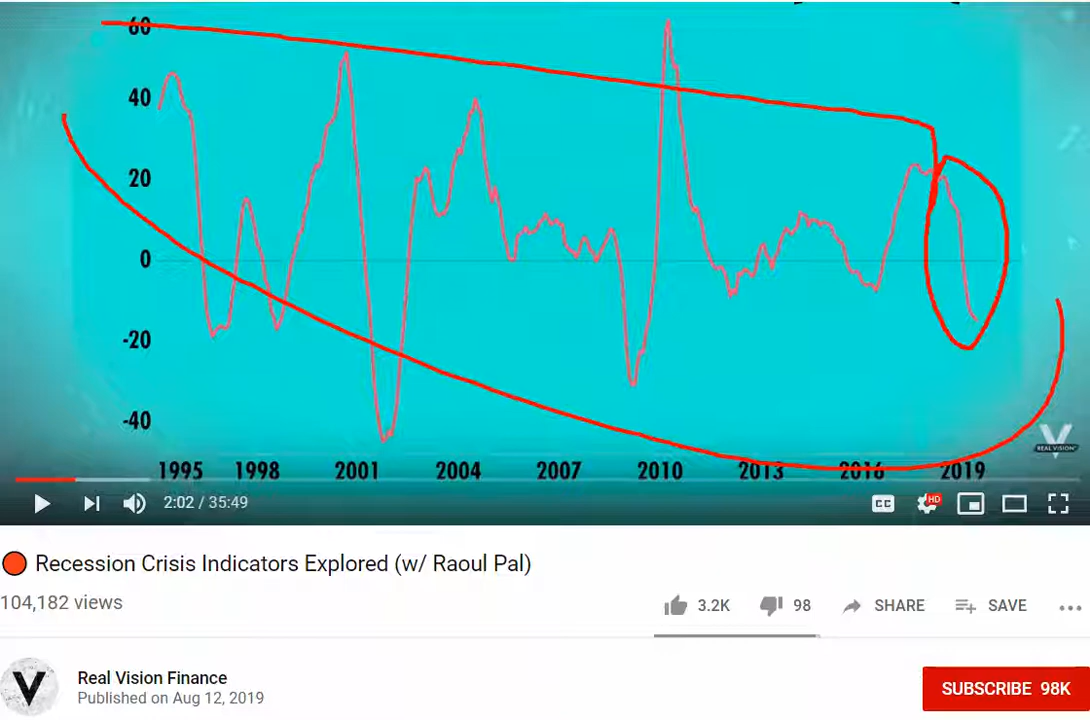 60
40
20
0
-20
-40
1995 1998 2001 2004 2007 2010 2013 2016 2019
REAL VISION
2:02 / 35:49
CC HD
Recession Crisis Indicators Explored (w/ Raoul Pal)
104,182 views
3.2K 98 SHARE SAVE
Real Vision Finance
Published on Aug 12, 2019
SUBSCRIBE 98K